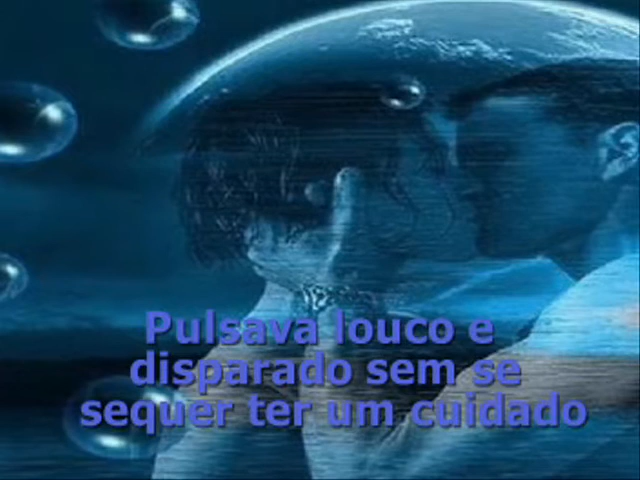 Pulsava louco e
disparado sem se
sequer ter um cuidado